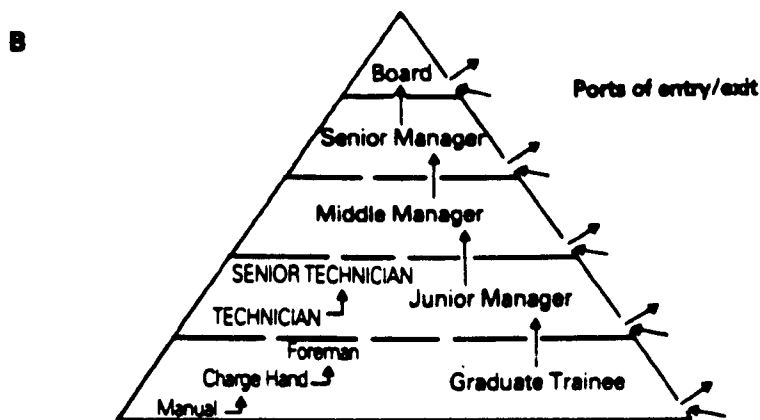 B
Board
Ports of entry/exit
Senior Manager
Middle Manager
SENIOR TECHNICIAN
Junior Manager
TECHNICIAN
Foreman
Charge Hand
Graduate Trainee
Manual